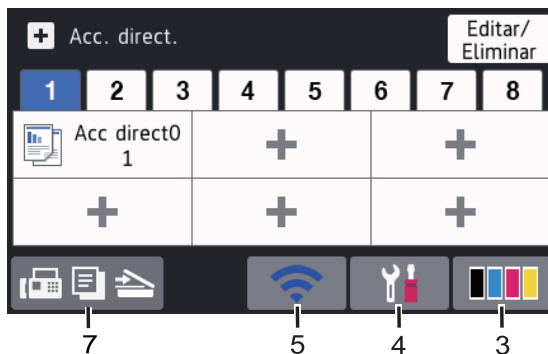 Acc. direct.
Editar/
Eliminar
1 2 3 4 5 6 7 8
Acc direct0
1
7 5 4 3